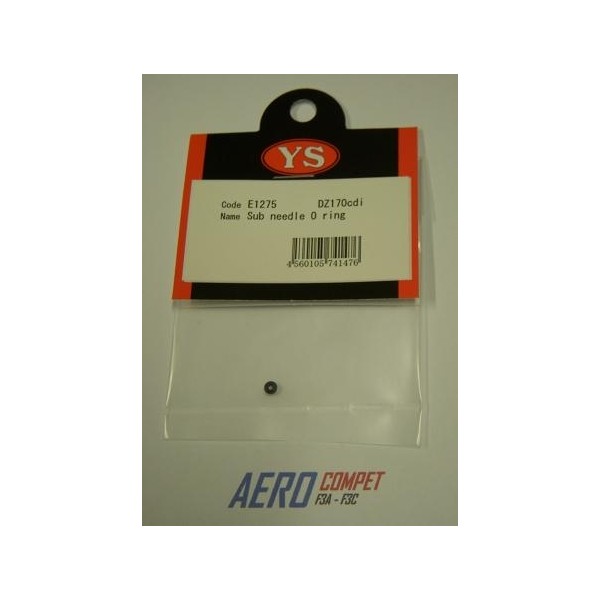 YS
Code E1275 DZ170cdi
Name Sub needle O ring
4560105741476
AERO COMPET
F3A - F3C